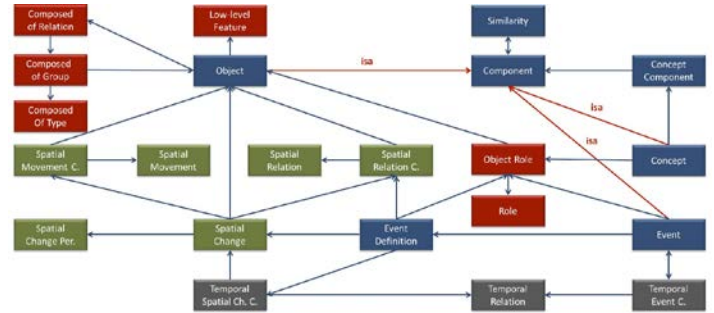 Composed
of Relation
Low-level
Feature
Similarity
Composed
of Group
Object
isa
Component
Concept
Component
Composed
Of Type
isa
isa
Spatial
Movement C.
Spatial
Movement
Spatial
Relation
Spatial
Relation C.
Object Role
Concept
Role
Spatial
Change Per.
Spatial
Change
Event
Definition
Event
Temporal
Spatial Ch. C.
Temporal
Relation
Temporal
Event C.